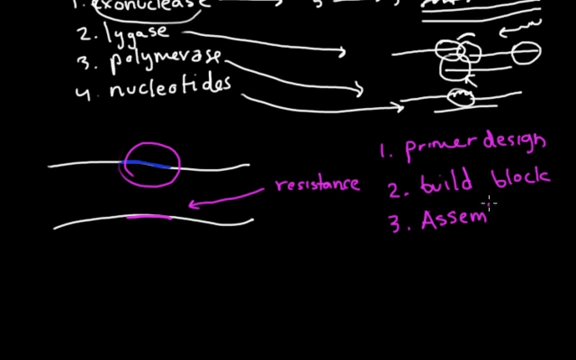 1. exonuclease
2. lygase
3. polymerase
4. nucleotides
resistance
1. primer design
2. build block
3. Assem